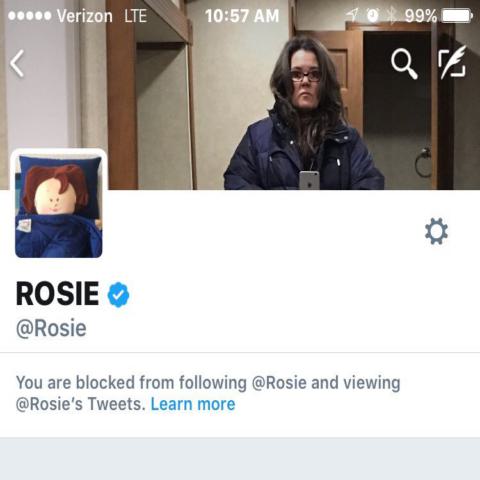 Verizon LTE 10:57 AM 99%
ROSIE
@Rosie
You are blocked from following @Rosie and viewing
@Rosie's Tweets. Learn more